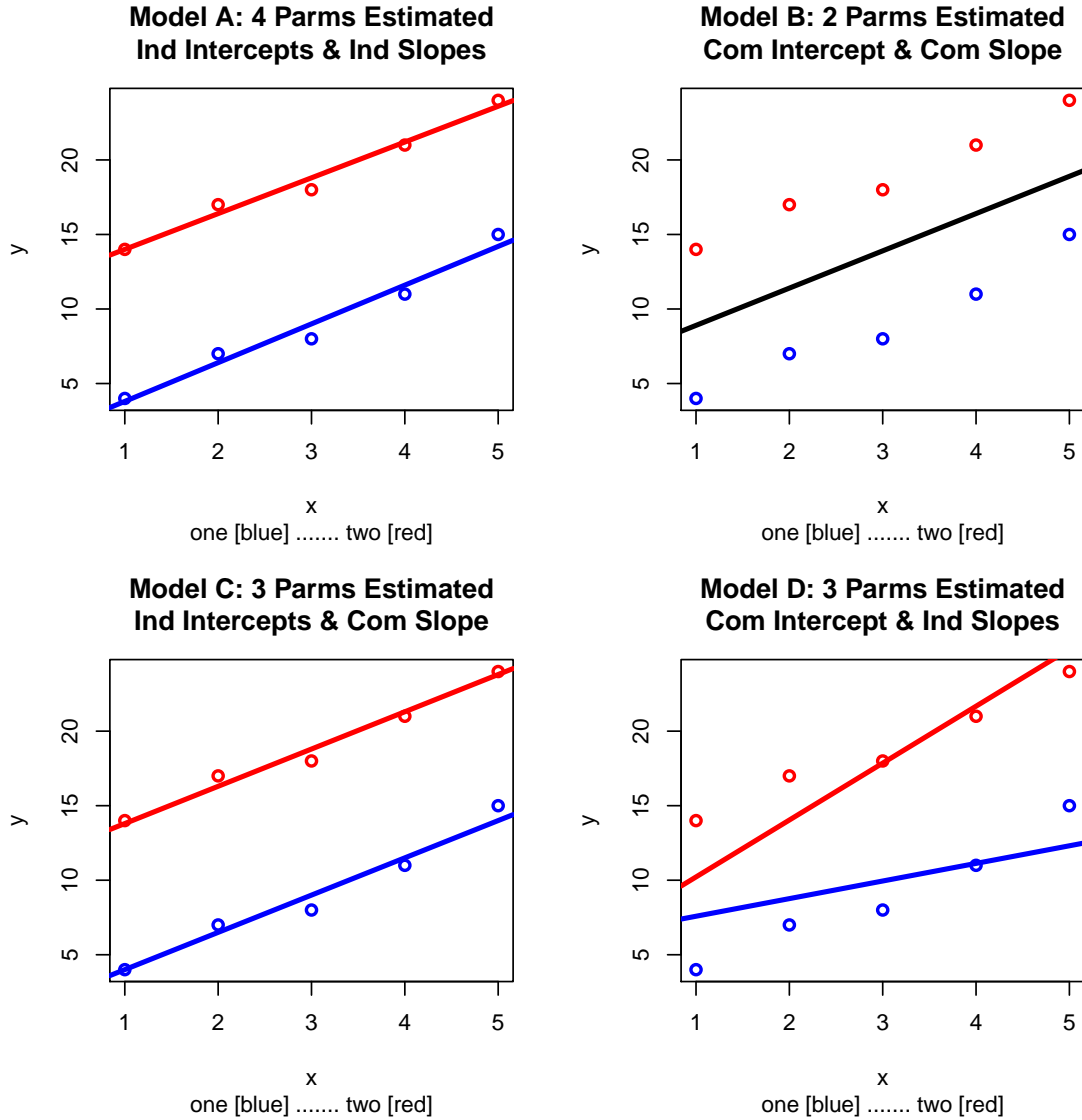 Model A: 4 Parms Estimated
Ind Intercepts & Ind Slopes
y
20
15
10
5
1 2 3 4 5
x
one [blue] ....... two [red]
Model B: 2 Parms Estimated
Com Intercept & Com Slope
y
20
15
10
5
1 2 3 4 5
x
one [blue] ....... two [red]
Model C: 3 Parms Estimated
Ind Intercepts & Com Slope
y
20
15
10
5
1 2 3 4 5
x
one [blue] ....... two [red]
Model D: 3 Parms Estimated
Com Intercept & Ind Slopes
y
20
15
10
5
1 2 3 4 5
x
one [blue] ....... two [red]